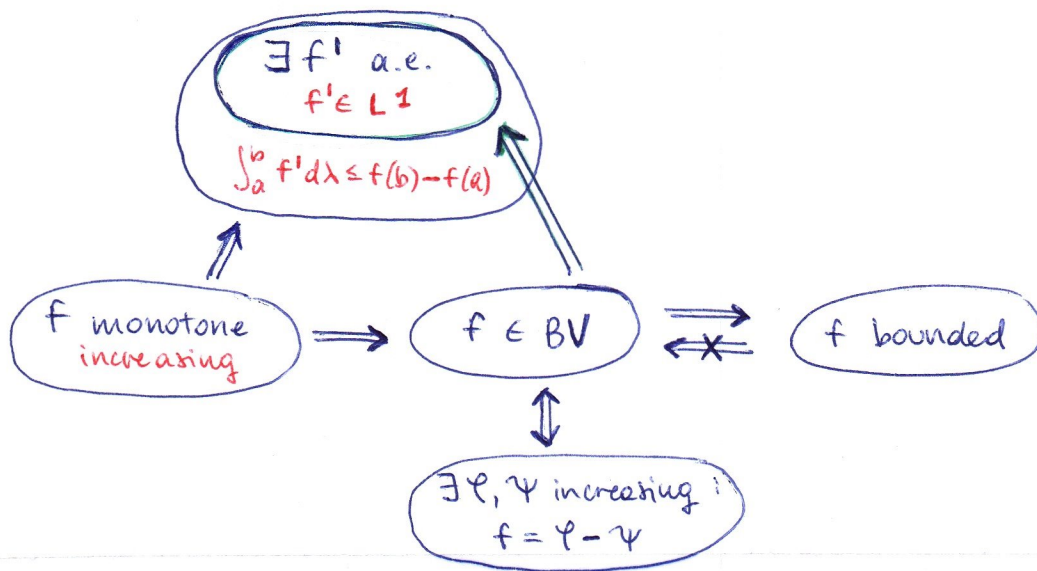 ∃ f' a.e.
f' ∈ L1
∫ₐᵇ f' dλ ≤ f(b) - f(a)
f monotone
increasing
f ∈ BV
f bounded
∃ φ, ψ increasing :
f = φ - ψ